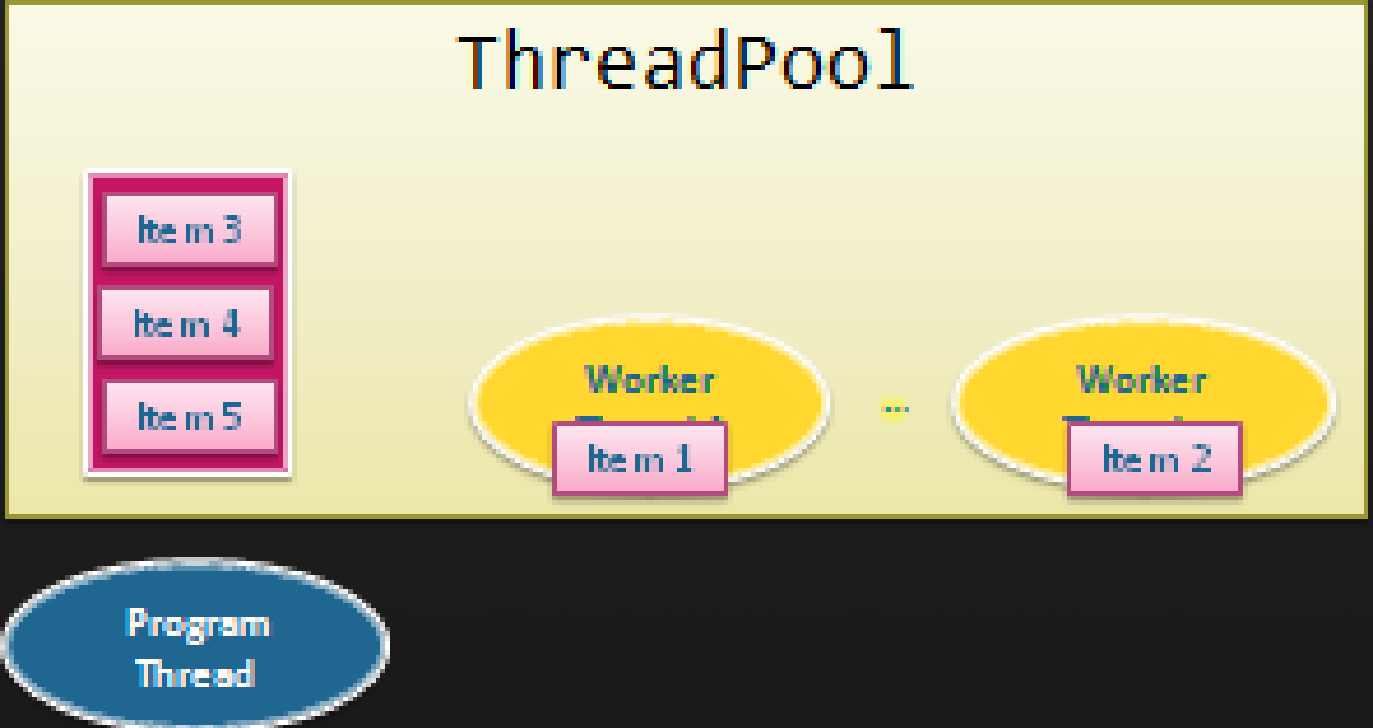 ThreadPool
Item 3
Item 4
Item 5
Worker
Item 1
...
Worker
Item 2
Program
Thread